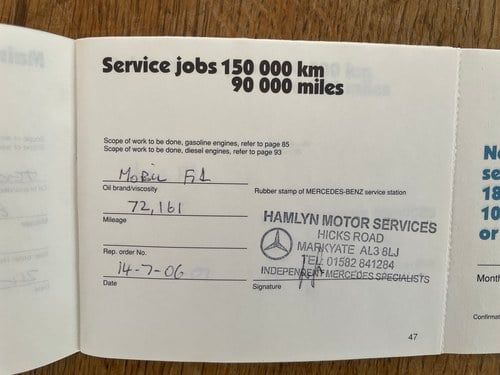 Service jobs 150 000 km
90 000 miles
Scope of work to be done, gasoline engines, refer to page 85
Scope of work to be done, diesel engines, refer to page 93
MOBIL
Oil brand/viscosity
72,161
Mileage
Rep. order No.
14-7-06
Date
Rubber stamp of MERCEDES-BENZ service station
HAMLYN MOTOR SERVICES
HICKS ROAD
MARKYATE AL3 8LJ
TEL: 01582 841284
INDEPENDENT MERCEDES SPECIALISTS
Signature
47
18
10
or
Month